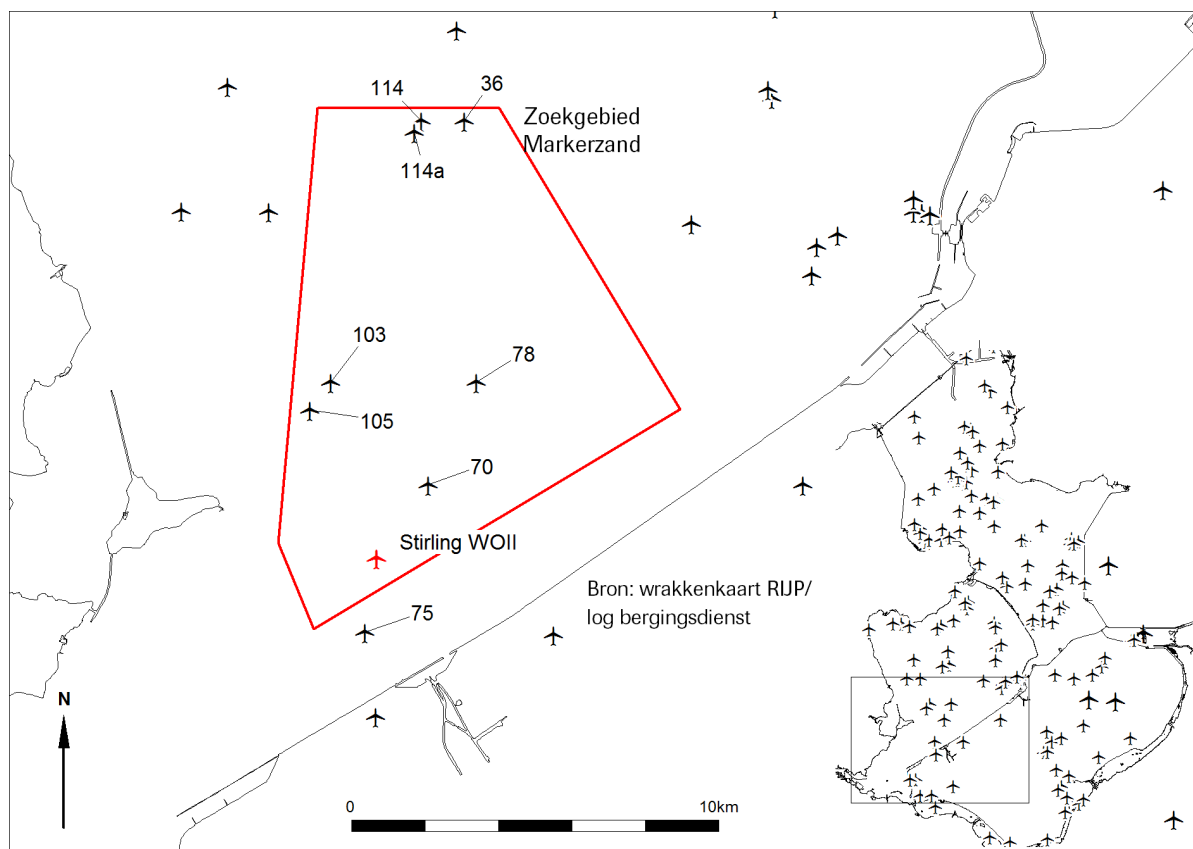 114
36
Zoekgebied
Markerzand
114a
103
78
105
70
Stirling WOII
Bron: wrakkenkaart RIJP/
log bergingsdienst
75
N
0
10km